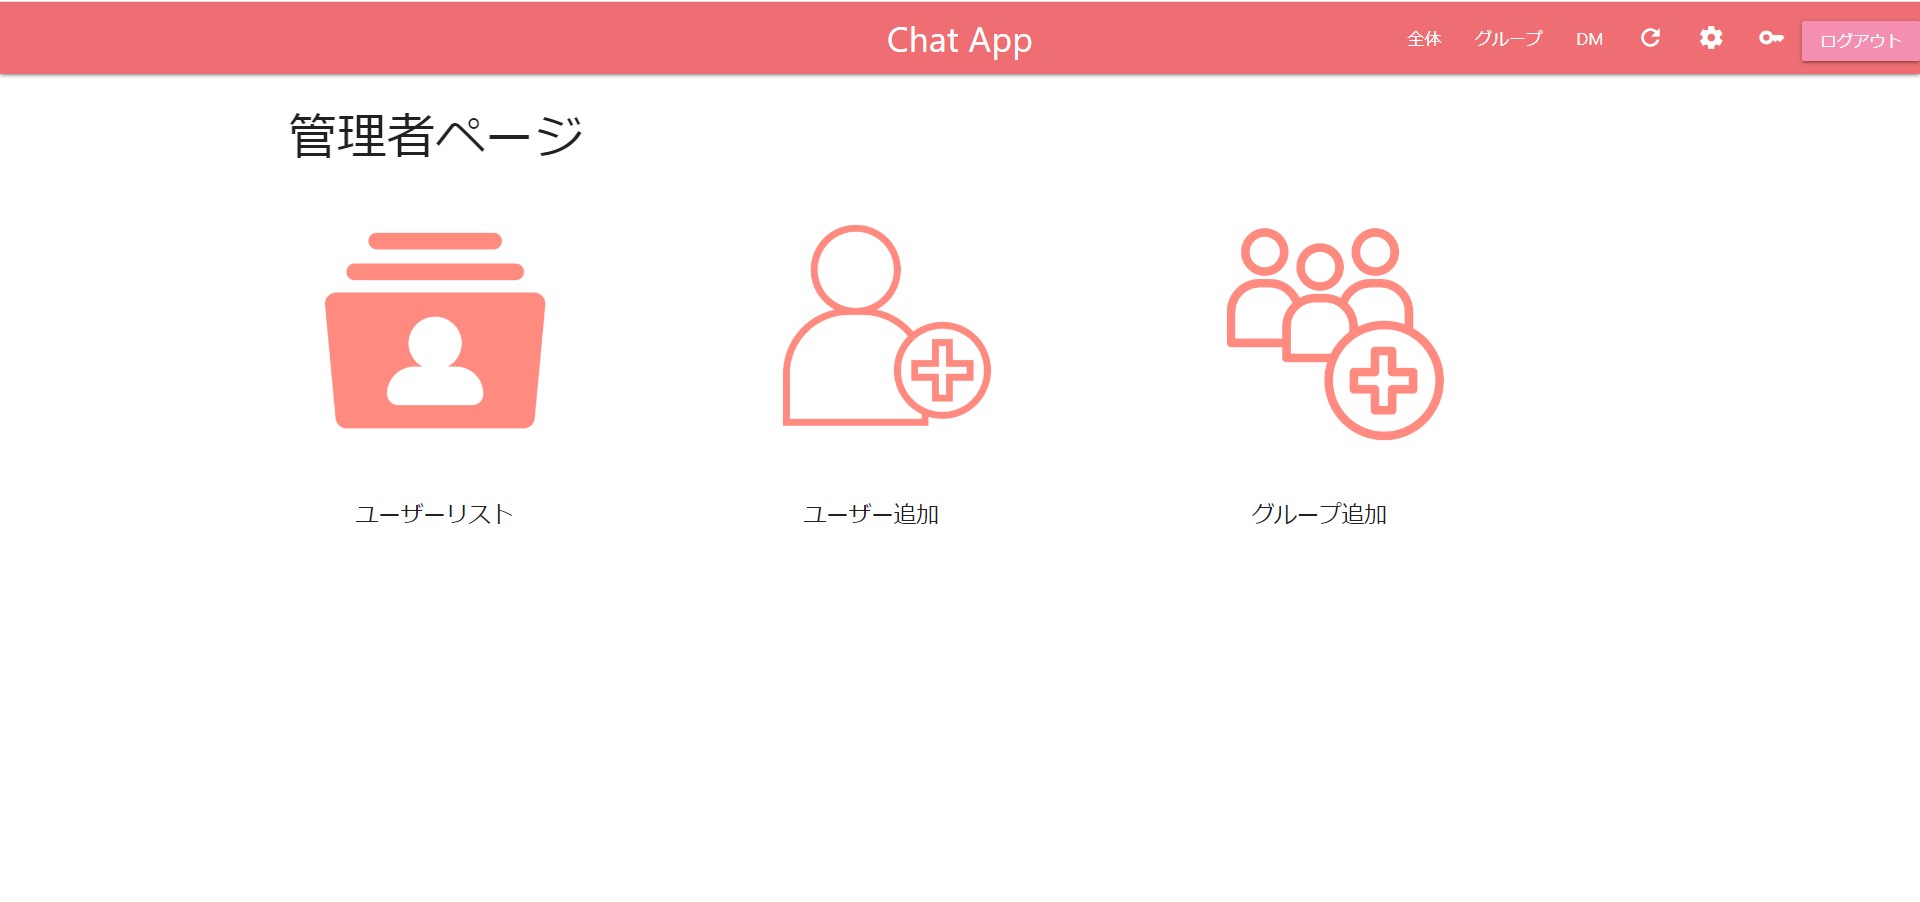 Chat App
全体 グループ DM ログアウト
管理者ページ
ユーザーリスト
ユーザー追加
グループ追加